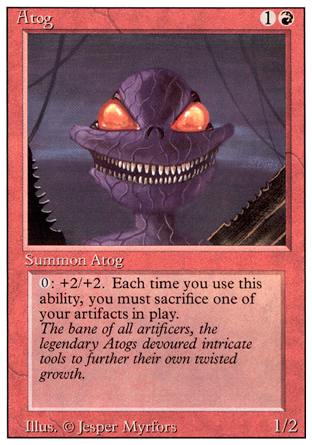 Atog 1
Summon Atog
0: +2/+2. Each time you use this
ability, you must sacrifice one of
your artifacts in play.
The bane of all artificers, the
legendary Atogs devoured intricate
tools to further their own twisted
growth.
Illus. © Jesper Myrfors 1/2